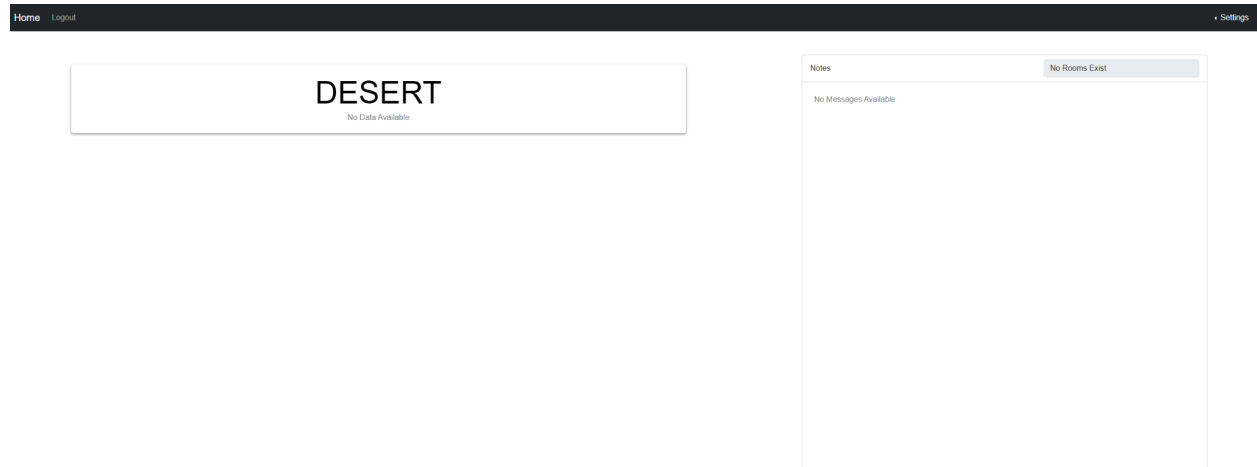 Home Logout Settings
DESERT
No Data Available
Notes No Rooms Exist
No Messages Available